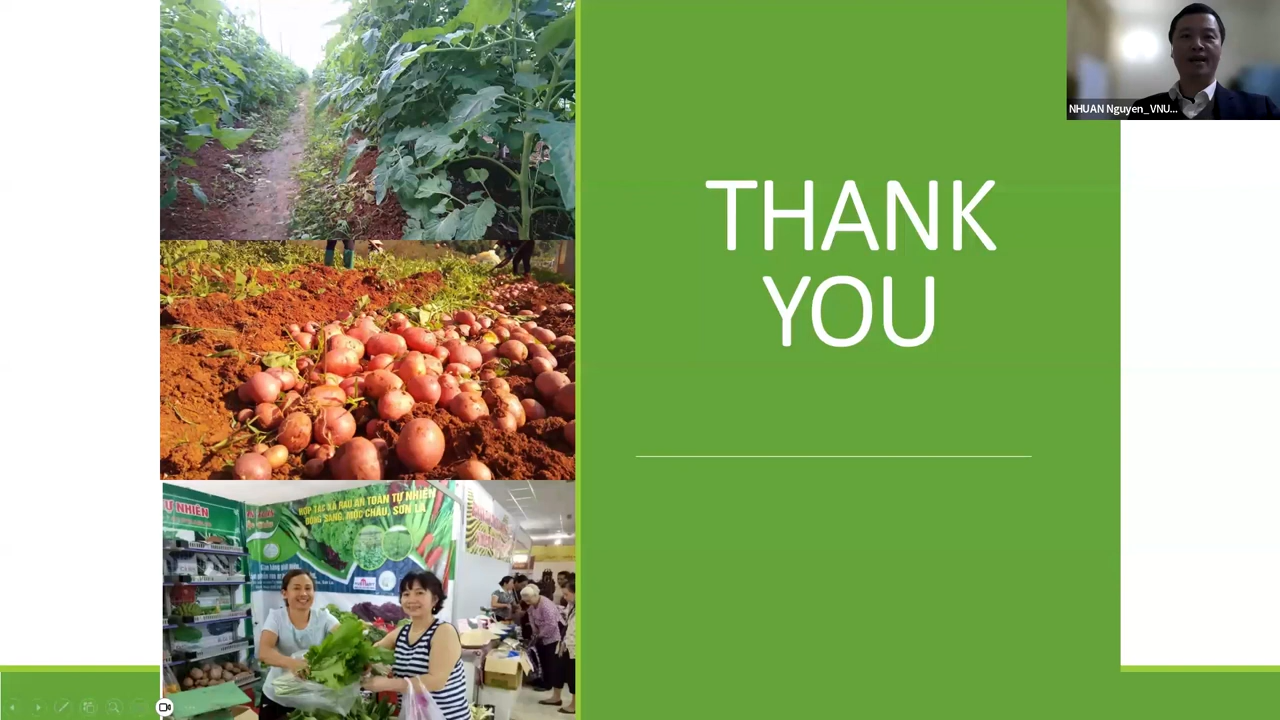 THANK
YOU
NHUAN Nguyen_VNU...
Ự NHIÊN
HỢP TÁC XÃ RAU AN TOÀN TỰ NHIÊN
ĐÔNG SANG, MỘC CHÂU, SƠN LA